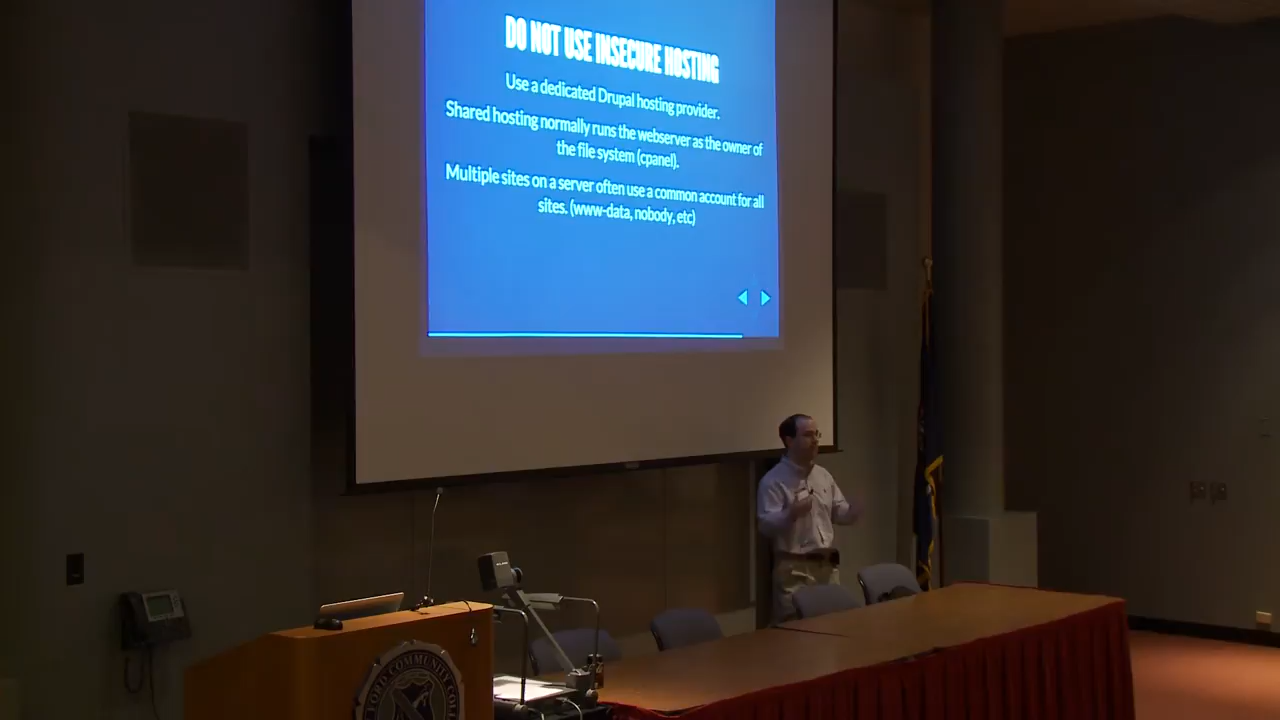 DO NOT USE INSECURE HOSTING
Use a dedicated Drupal hosting provider.
Shared hosting normally runs the webserver as the owner of
the file system (cpanel).
Multiple sites on a server often use a common account for all
sites. (www-data, nobody, etc)
COMMUNITY